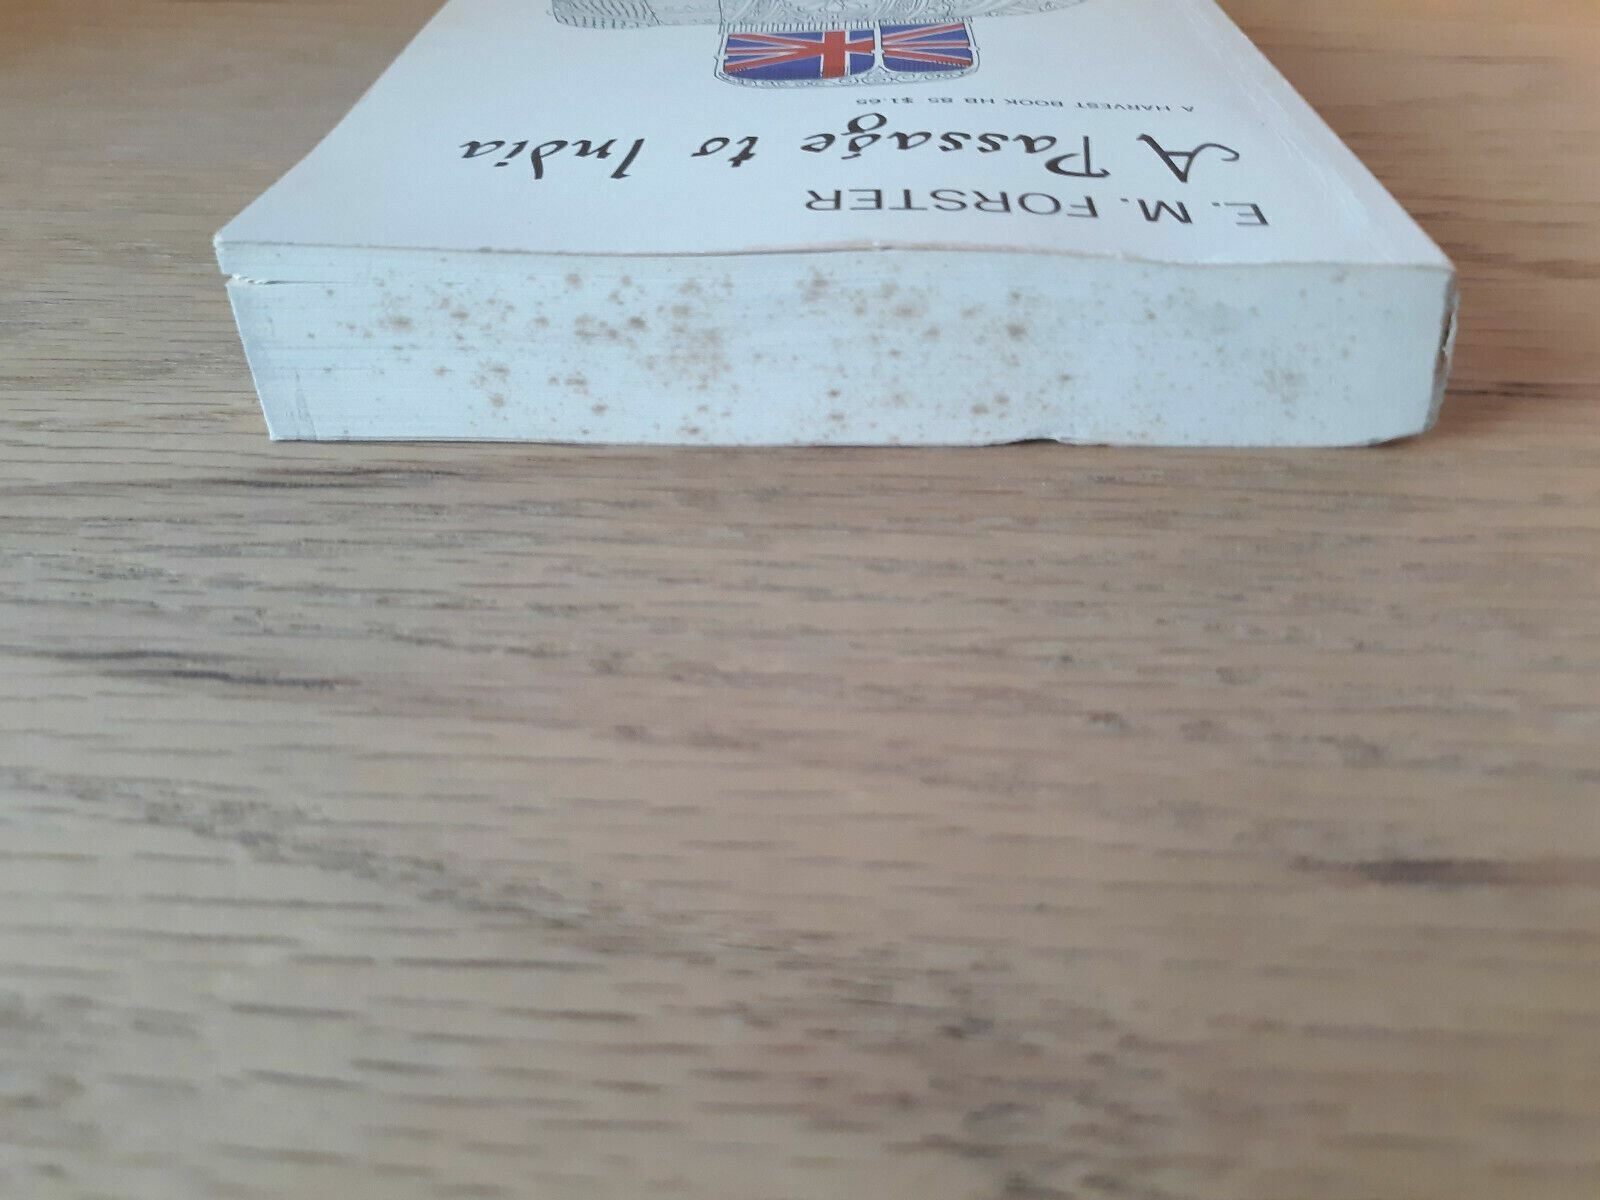 E. M. FORSTER
A Passage to India
A HARVEST BOOK HB 85 $1.65